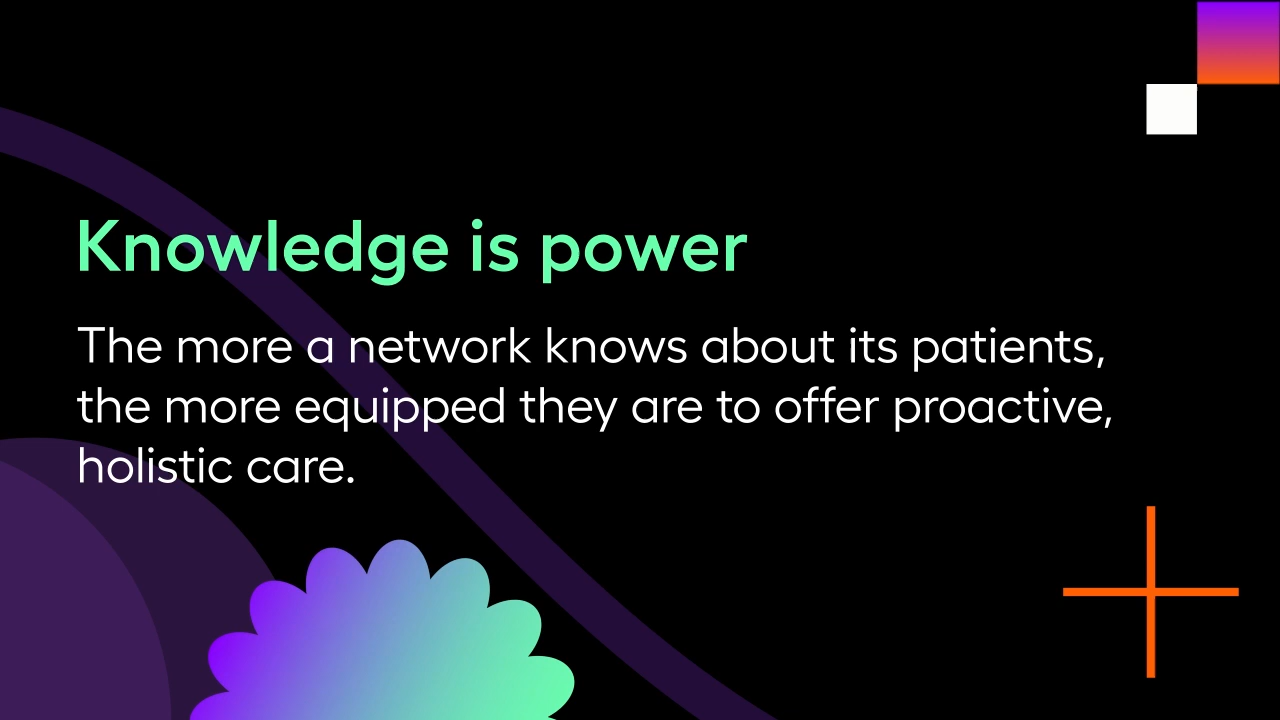 Knowledge is power
The more a network knows about its patients,
the more equipped they are to offer proactive,
holistic care.